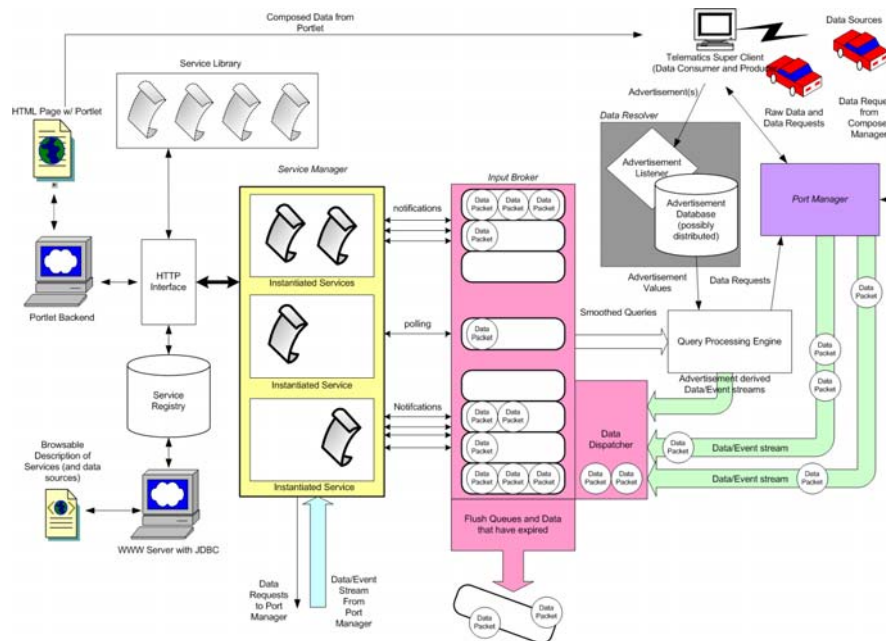 Composed Data from
Portlet
Data Sources
Telematics Super Client
(Data Consumer and Produc
Service Library
HTML Page w/ Portlet
Advertisement(s)
Raw Data and
Data Requests
Data Reque
from
Compose
Manager
Data Resolver
Advertisement
Listener
Advertisement
Database
(possibly
distributed)
Port Manager
Service Manager
Input Broker
notifications
Data
Packet
Data
Packet
Data
Packet
Data
Packet
Instantiated Services
HTTP
Interface
Portlet Backend
Advertisement
Values
Data Requests
Data
Packet
polling
Data
Packet
Smoothed Queries
Query Processing Engine
Data
Packet
Data
Packet
Instantiated Service
Advertisement derived
Data/Event streams
Service
Registry
Notifcations
Data
Packet
Data
Packet
Data
Packet
Data
Packet
Data
Packet
Data
Packet
Data
Dispatcher
Data
Packet
Data
Packet
Data/Event stream
Data
Packet
Data/Event stream
Data
Packet
Instantiated Service
Browsable
Description of
Services (and data
sources)
WWW Server with JDBC
Flush Queues and Data
that have expired
Data
Requests
to Port
Manager
Data/Event
Stream
From
Port
Manager
Data
Packet
Data
Packet